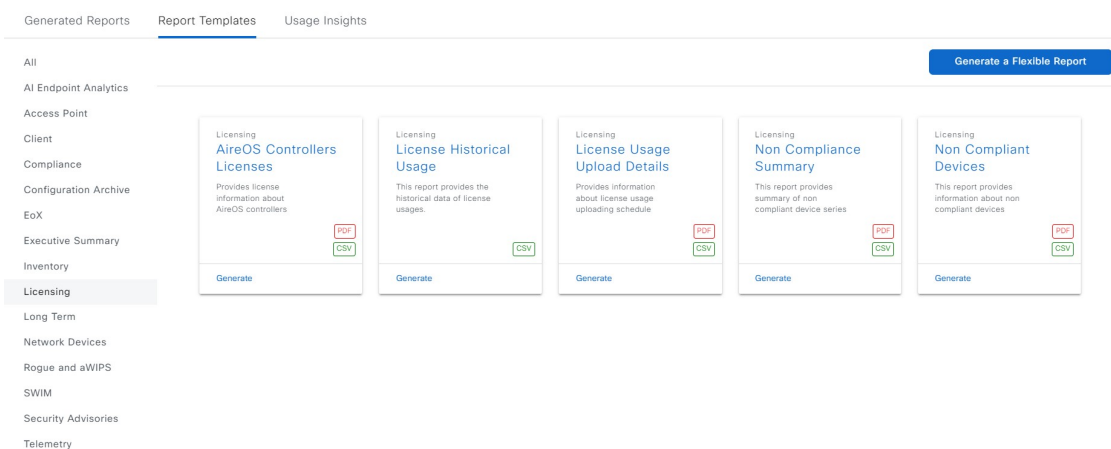 Generated Reports
Report Templates
Usage Insights
All
AI Endpoint Analytics
Access Point
Client
Compliance
Configuration Archive
EoX
Executive Summary
Inventory
Licensing
Long Term
Network Devices
Rogue and aWIPS
SWIM
Security Advisories
Telemetry
Generate a Flexible Report
Licensing
AireOS Controllers
Licenses
Provides license
information about
AireOS controllers
PDF
CSV
Generate
Licensing
License Historical
Usage
This report provides the
historical data of license
usages.
CSV
Generate
Licensing
License Usage
Upload Details
Provides information
about license usage
uploading schedule
PDF
CSV
Generate
Licensing
Non Compliance
Summary
This report provides
summary of non
compliant device series
PDF
CSV
Generate
Licensing
Non Compliant
Devices
This report provides
information about non
compliant devices
PDF
CSV
Generate